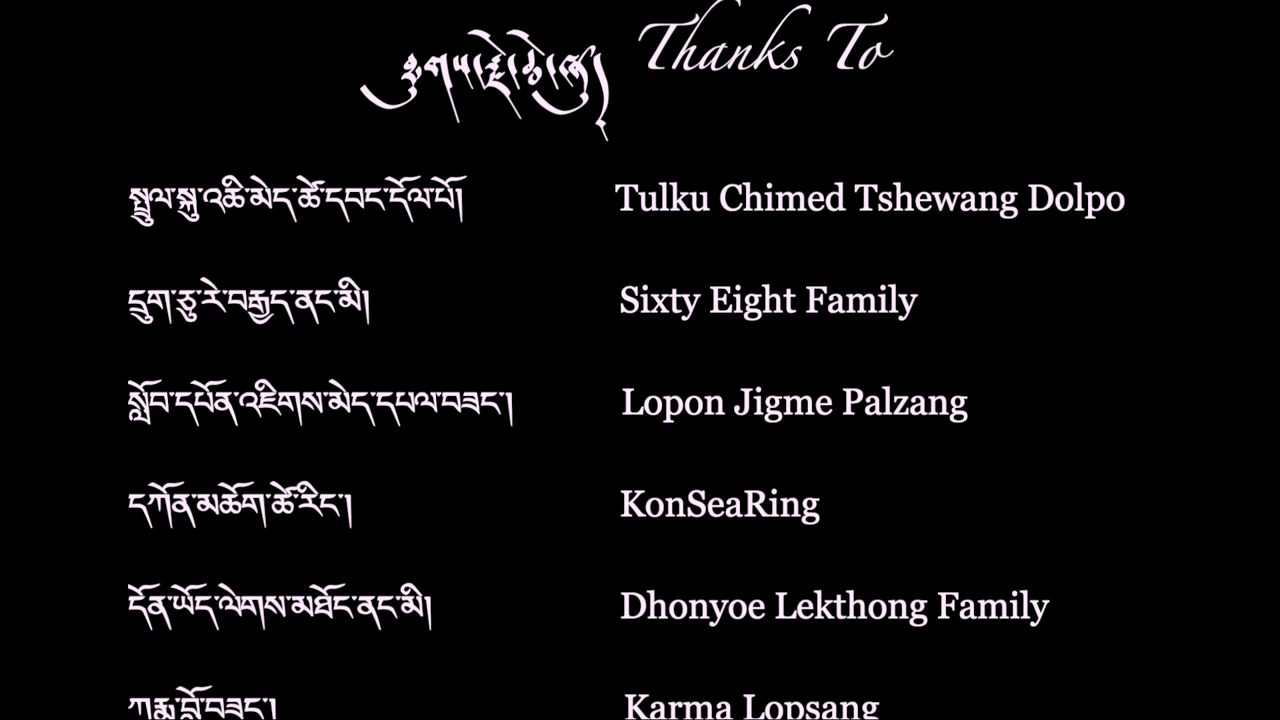 ཐུགས་རྗེ་ཆེ་ཞུ། Thanks To
སྤྲུལ་སྐུ་འཆི་མེད་ཚེ་དབང་དོལ་པོ། Tulku Chimed Tshewang Dolpo
དྲུག་ཅུ་རེ་བརྒྱད་ནང་མི། Sixty Eight Family
སློབ་དཔོན་འཇིགས་མེད་དཔལ་བཟང་། Lopon Jigme Palzang
དཀོན་མཆོག་ཚེ་རིང་། KonSeaRing
དོན་ཡོད་ལེགས་མཐོང་ནང་མི། Dhonyoe Lekthong Family
ཀརྨ་བློ་བཟང་། Karma Lopsang